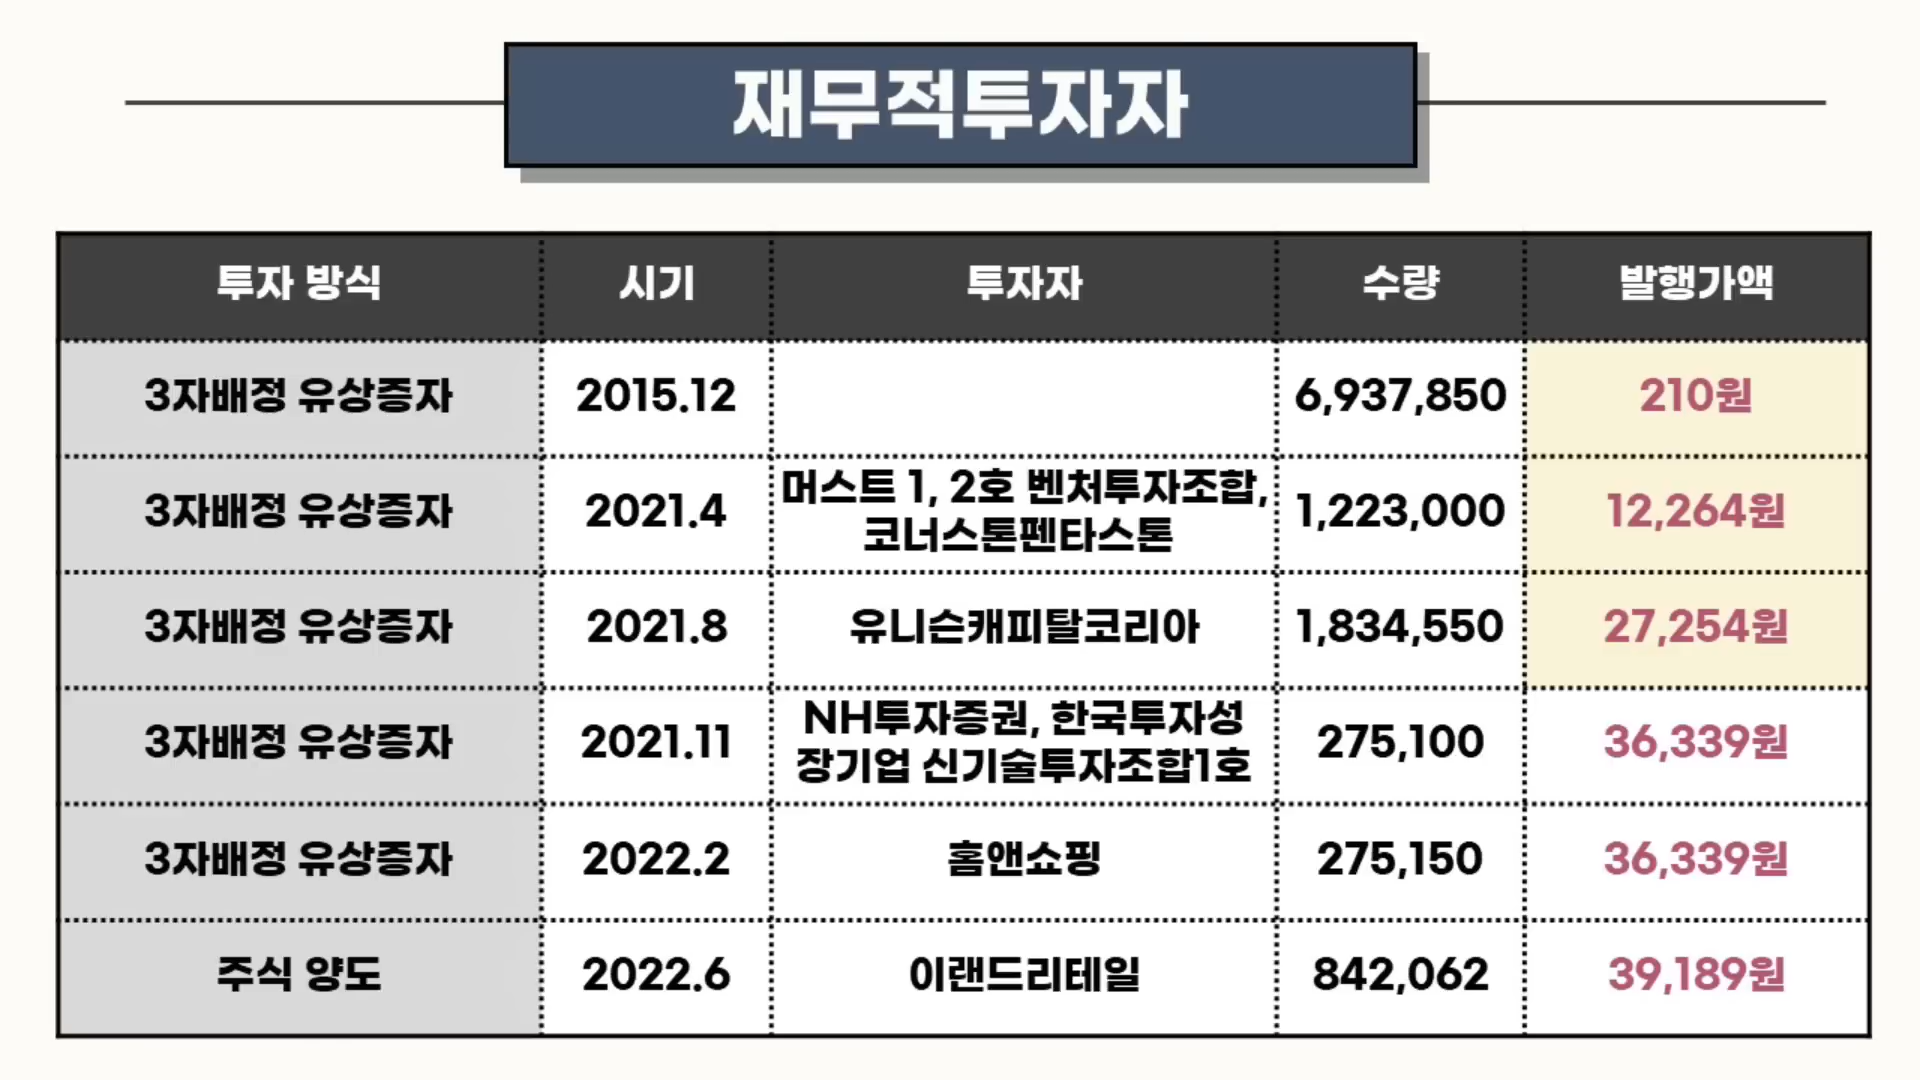 재무적투자자
투자 방식 시기 투자자 수량 발행가액
3자배정 유상증자 2015.12 6,937,850 210원
3자배정 유상증자 2021.4 머스트 1, 2호 벤처투자조합,
코너스톤펜타스톤 1,223,000 12,264원
3자배정 유상증자 2021.8 유니슨캐피탈코리아 1,834,550 27,254원
3자배정 유상증자 2021.11 NH투자증권, 한국투자성
장기업 신기술투자조합1호 275,100 36,339원
3자배정 유상증자 2022.2 홈앤쇼핑 275,150 36,339원
주식 양도 2022.6 이랜드리테일 842,062 39,189원